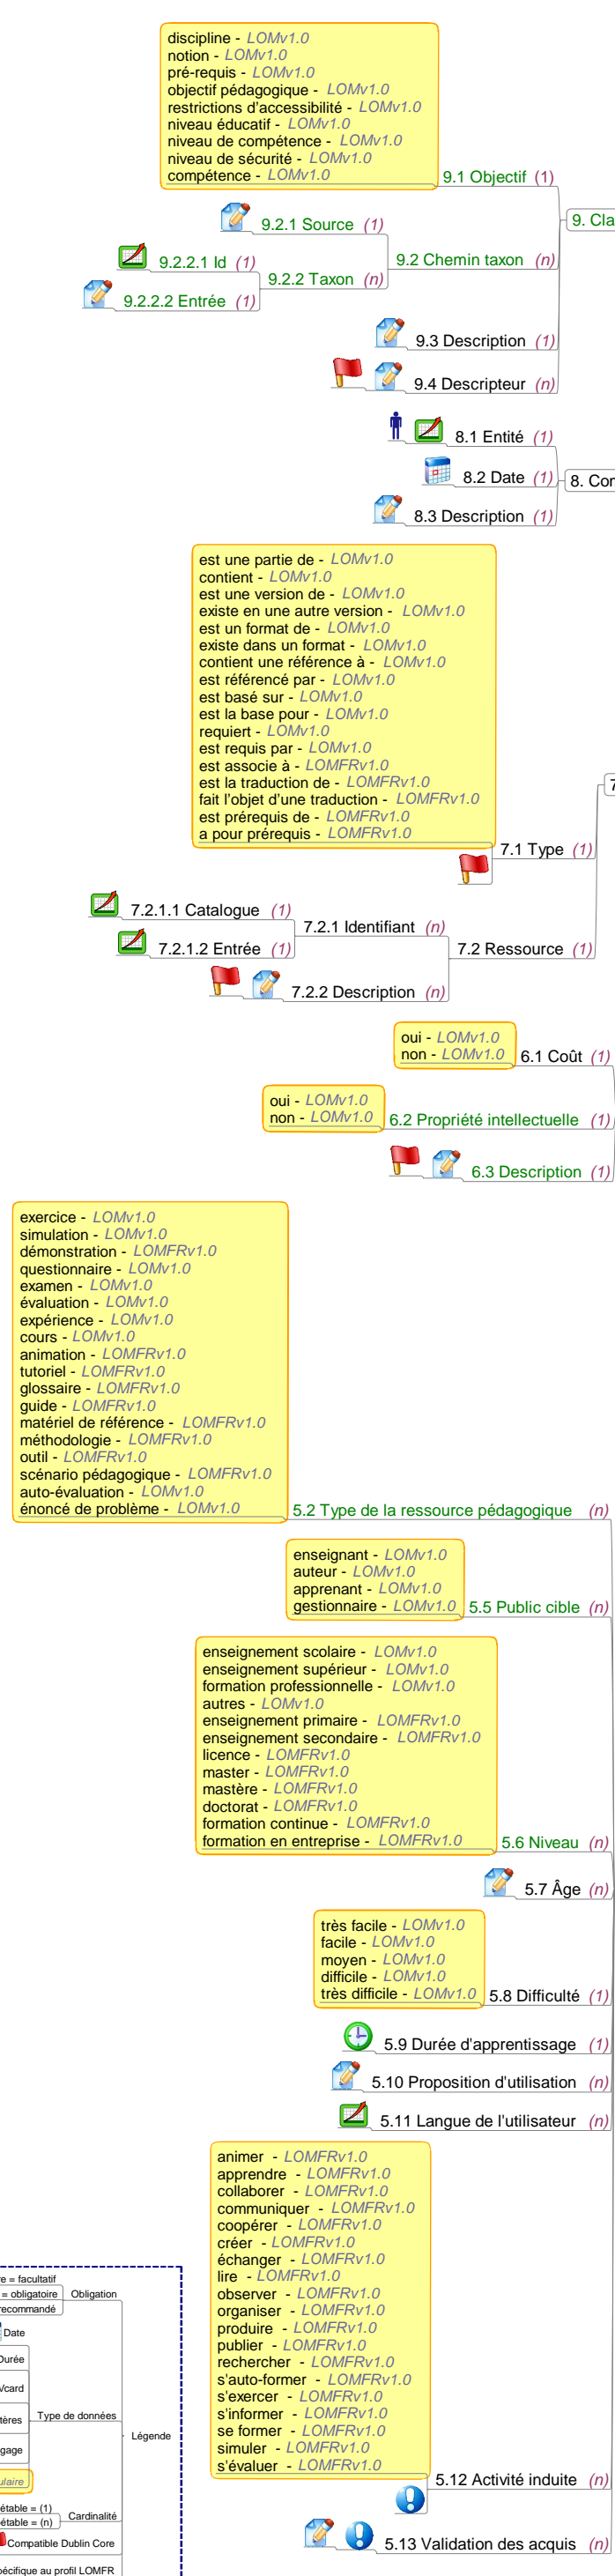 discipline - LOMv1.0
notion - LOMv1.0
pré-requis - LOMv1.0
objectif pédagogique - LOMv1.0
restrictions d'accessibilité - LOMv1.0
niveau éducatif - LOMv1.0
niveau de compétence - LOMv1.0
niveau de sécurité - LOMv1.0
compétence - LOMv1.0
9.1 Objectif (1)
9. Cla
9.2.1 Source (1)
9.2 Chemin taxon (n)
9.2.2.1 Id (1)
9.2.2 Taxon (n)
9.2.2.2 Entrée (1)
9.3 Description (1)
9.4 Descripteur (n)
8.1 Entité (1)
8.2 Date (1)
8. Con
8.3 Description (1)
est une partie de - LOMv1.0
contient - LOMv1.0
est une version de - LOMv1.0
existe en une autre version - LOMv1.0
est un format de - LOMv1.0
existe dans un format - LOMv1.0
contient une référence à - LOMv1.0
est référencé par - LOMv1.0
est basé sur - LOMv1.0
est la base pour - LOMv1.0
requiert - LOMv1.0
est requis par - LOMv1.0
est associe à - LOMFRv1.0
est la traduction de - LOMFRv1.0
fait l'objet d'une traduction - LOMFRv1.0
est prérequis de - LOMFRv1.0
a pour prérequis - LOMFRv1.0
7.1 Type (1)
7.2.1.1 Catalogue (1)
7.2.1 Identifiant (n)
7.2.1.2 Entrée (1)
7.2 Ressource (1)
7.2.2 Description (n)
oui - LOMv1.0
non - LOMv1.0
6.1 Coût (1)
oui - LOMv1.0
non - LOMv1.0
6.2 Propriété intellectuelle (1)
6.3 Description (1)
exercice - LOMv1.0
simulation - LOMv1.0
démonstration - LOMFRv1.0
questionnaire - LOMv1.0
examen - LOMv1.0
évaluation - LOMv1.0
expérience - LOMv1.0
cours - LOMv1.0
animation - LOMFRv1.0
tutoriel - LOMFRv1.0
glossaire - LOMFRv1.0
guide - LOMFRv1.0
matériel de référence - LOMFRv1.0
méthodologie - LOMFRv1.0
outil - LOMFRv1.0
scénario pédagogique - LOMFRv1.0
auto-évaluation - LOMv1.0
énoncé de problème - LOMv1.0
5.2 Type de la ressource pédagogique (n)
enseignant - LOMv1.0
auteur - LOMv1.0
apprenant - LOMv1.0
gestionnaire - LOMv1.0
5.5 Public cible (n)
enseignement scolaire - LOMv1.0
enseignement supérieur - LOMv1.0
formation professionnelle - LOMv1.0
autres - LOMv1.0
enseignement primaire - LOMFRv1.0
enseignement secondaire - LOMFRv1.0
licence - LOMFRv1.0
master - LOMFRv1.0
mastère - LOMFRv1.0
doctorat - LOMFRv1.0
formation continue - LOMFRv1.0
formation en entreprise - LOMFRv1.0
5.6 Niveau (n)
5.7 Âge (n)
très facile - LOMv1.0
facile - LOMv1.0
moyen - LOMv1.0
difficile - LOMv1.0
très difficile - LOMv1.0
5.8 Difficulté (1)
5.9 Durée d'apprentissage (1)
5.10 Proposition d'utilisation (n)
5.11 Langue de l'utilisateur (n)
animer - LOMFRv1.0
apprendre - LOMFRv1.0
collaborer - LOMFRv1.0
communiquer - LOMFRv1.0
coopérer - LOMFRv1.0
créer - LOMFRv1.0
échanger - LOMFRv1.0
lire - LOMFRv1.0
observer - LOMFRv1.0
organiser - LOMFRv1.0
produire - LOMFRv1.0
publier - LOMFRv1.0
rechercher - LOMFRv1.0
s'auto-former - LOMFRv1.0
s'exercer - LOMFRv1.0
s'informer - LOMFRv1.0
se former - LOMFRv1.0
simuler - LOMFRv1.0
s'évaluer - LOMFRv1.0
5.12 Activité induite (n)
5.13 Validation des acquis (n)
re = facultatif
= obligatoire
recommandé
Obligation
Date
Durée
Vcard
tères
Type de données
gage
ulaire
Légende
étable = (1)
étable = (n)
Cardinalité
Compatible Dublin Core
pécifique au profil LOMFR